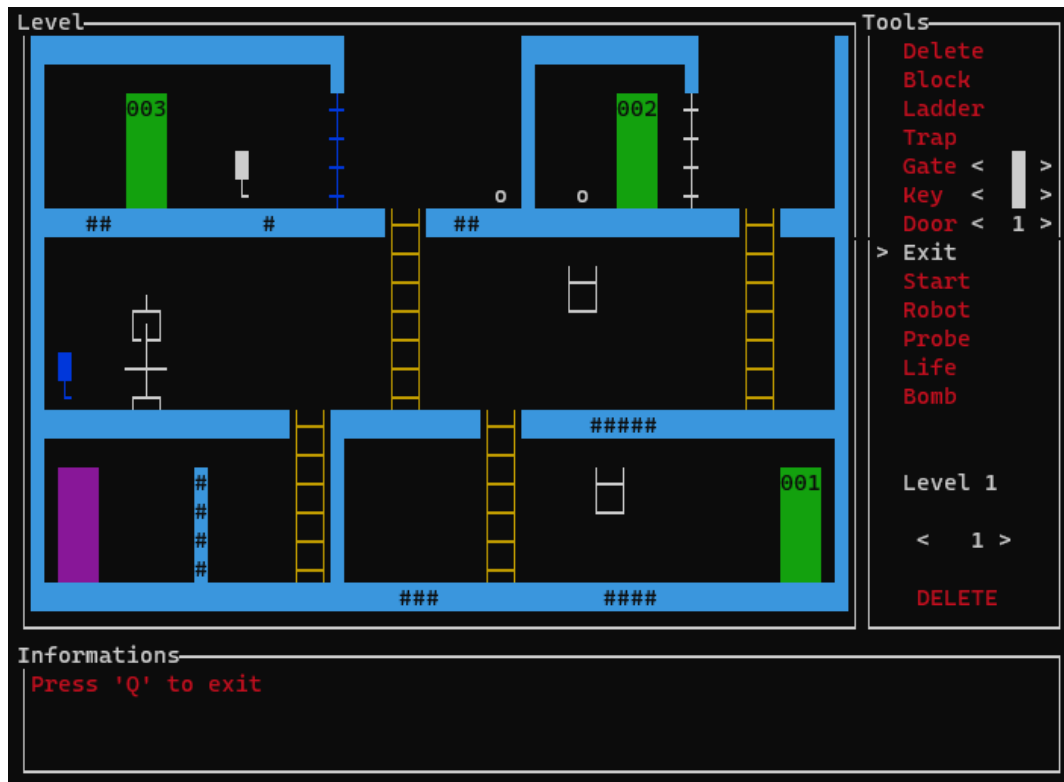 Level
Tools
Delete
Block
Ladder
Trap
Gate < >
Key < >
Door < 1 >
> Exit
Start
Robot
Probe
Life
Bomb
Level 1
< 1 >
DELETE
003
002
o o
## # ##
#####
001
#
#
#
#
### ####
Informations
Press 'Q' to exit